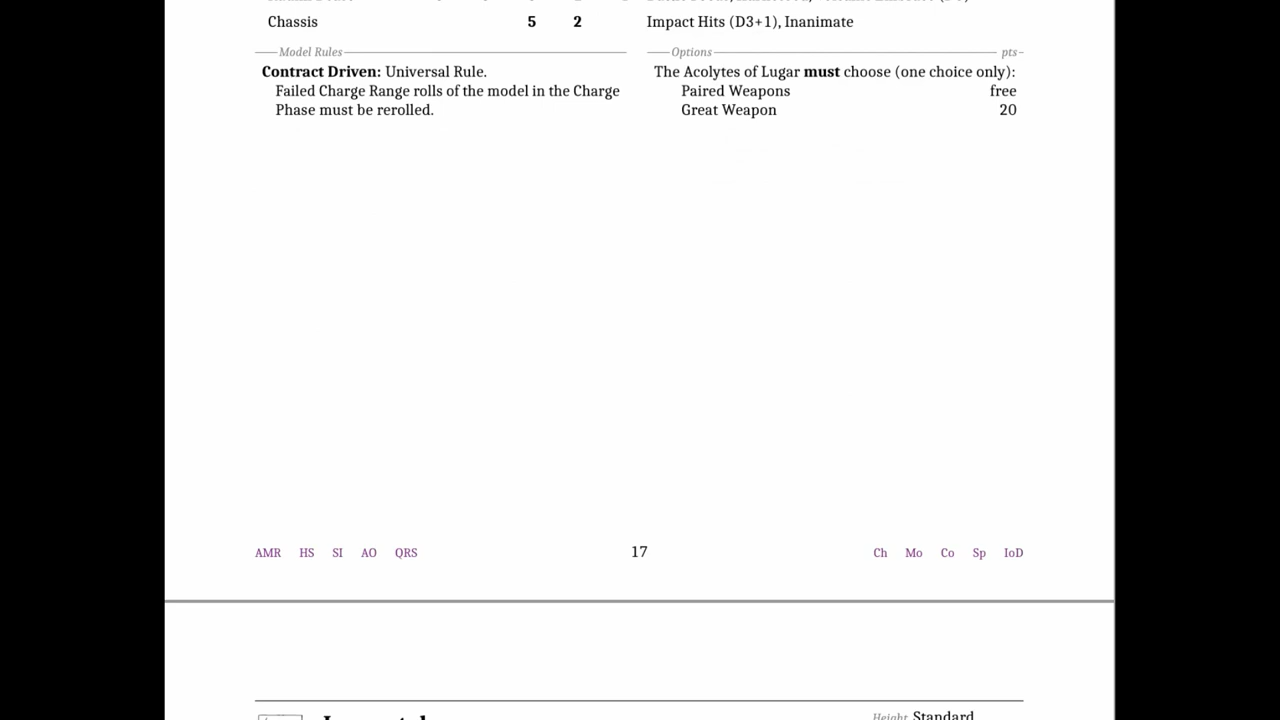 Chassis 5 2 Impact Hits (D3+1), Inanimate
Model Rules
Contract Driven: Universal Rule.
Failed Charge Range rolls of the model in the Charge
Phase must be rerolled.
Options pts
The Acolytes of Lugar must choose (one choice only):
Paired Weapons free
Great Weapon 20
AMR HS SI AO QRS 17 Ch Mo Co Sp IoD
Height Standard